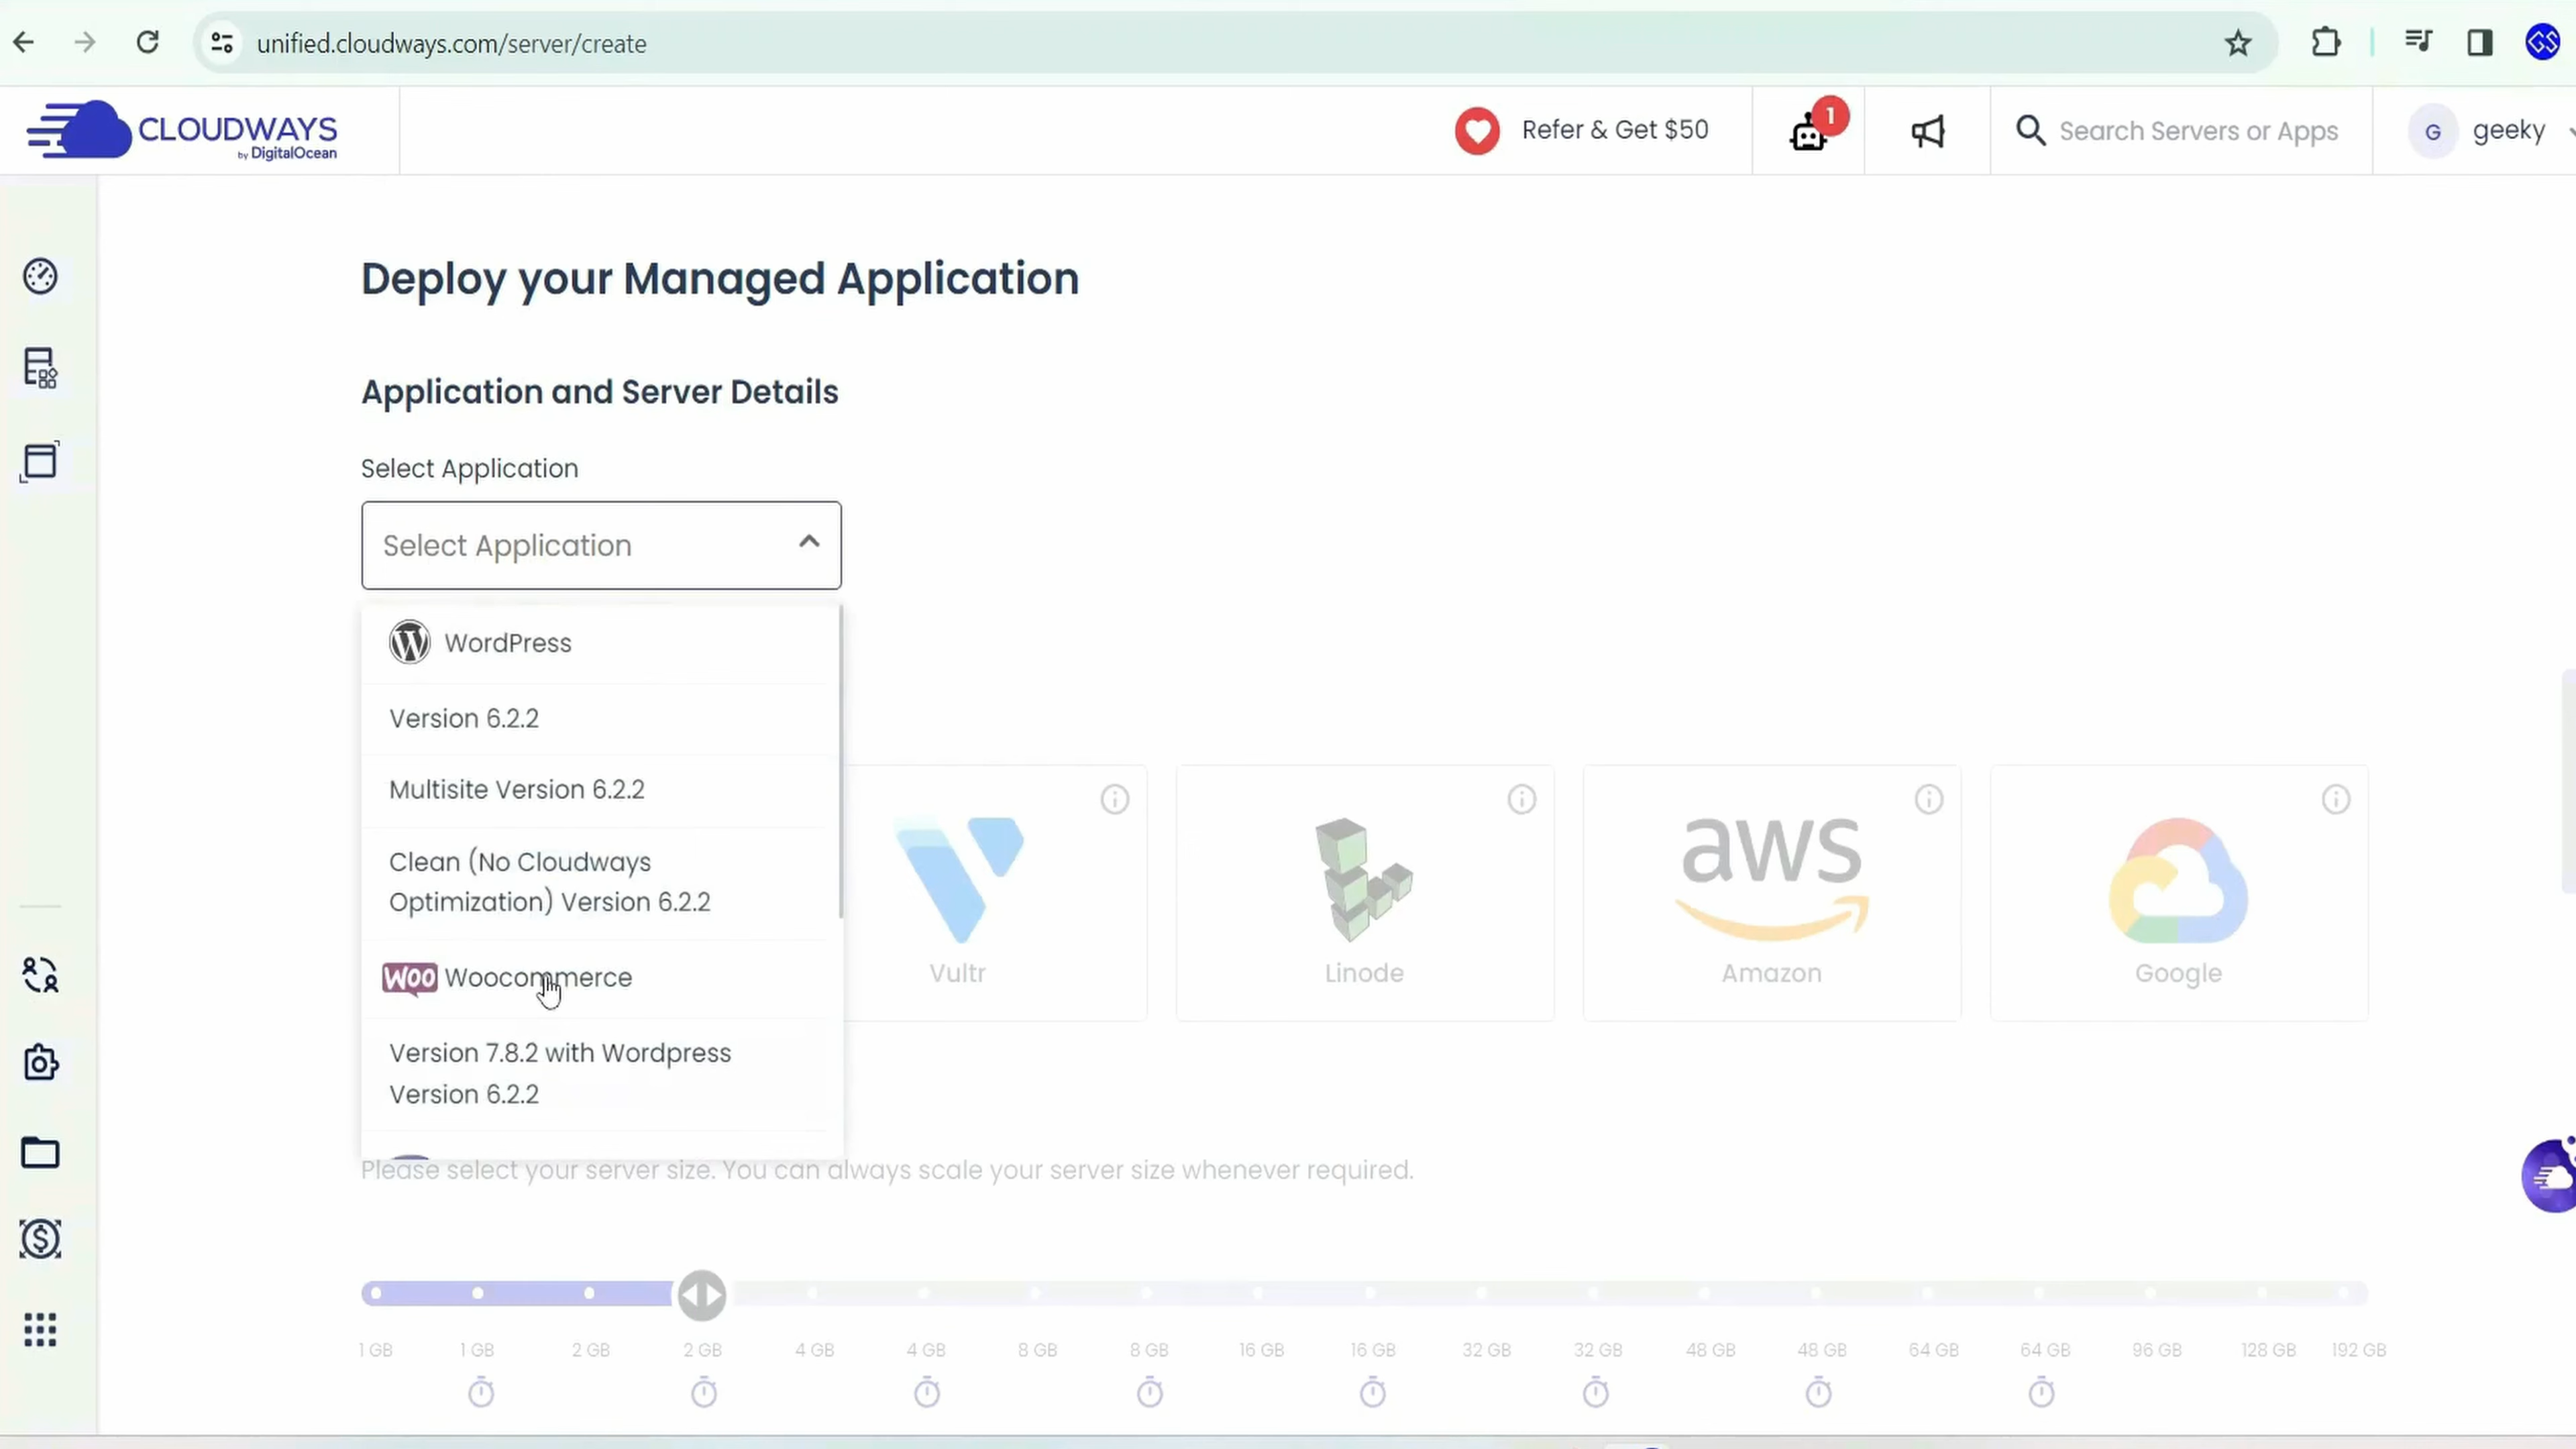 unified.cloudways.com/server/create
CLOUDWAYS
by DigitalOcean
Refer & Get $50
1
Search Servers or Apps
G
geeky
GS
Deploy your Managed Application
Application and Server Details
Select Application
Select Application
WordPress
Version 6.2.2
Multisite Version 6.2.2
Clean (No Cloudways
Optimization) Version 6.2.2
WOO Woocommerce
Version 7.8.2 with Wordpress
Version 6.2.2
aws
Vultr
Linode
Amazon
Google
Please select your server size. You can always scale your server size whenever required.
1 GB 1 GB 2 GB 2 GB 4 GB 4 GB 8 GB 8 GB 16 GB 16 GB 32 GB 32 GB 48 GB 48 GB 64 GB 64 GB 96 GB 128 GB 192 GB